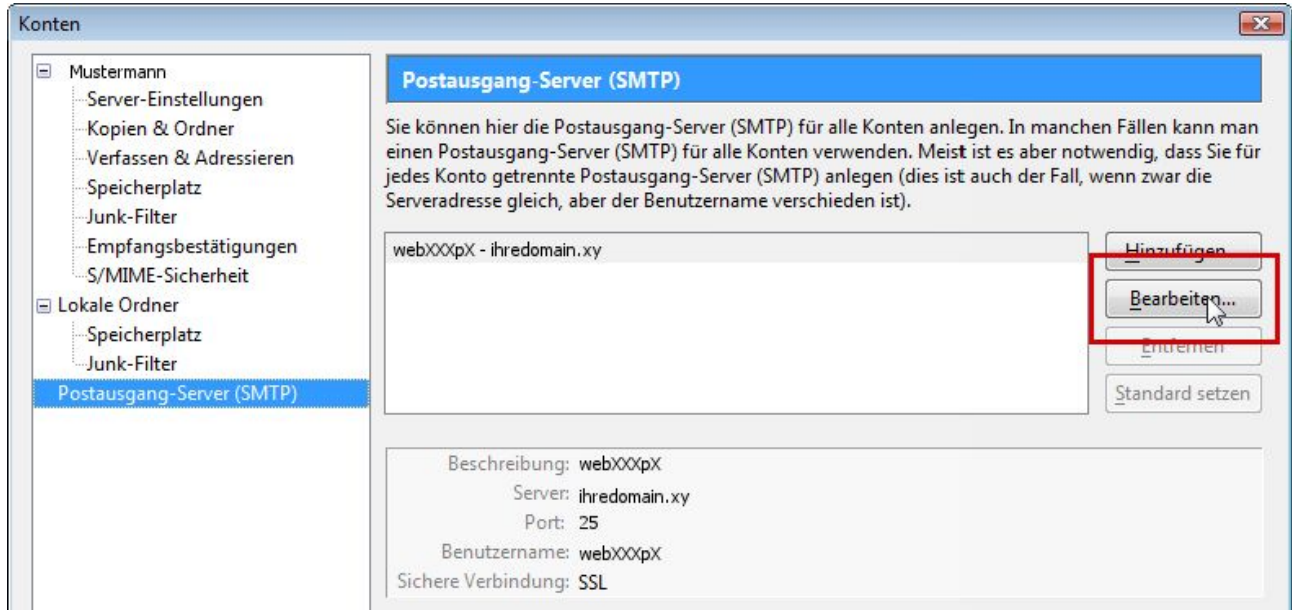 Konten
Mustermann
Server-Einstellungen
Kopien & Ordner
Verfassen & Adressieren
Speicherplatz
Junk-Filter
Empfangsbestätigungen
S/MIME-Sicherheit
Lokale Ordner
Speicherplatz
Junk-Filter
Postausgang-Server (SMTP)
Postausgang-Server (SMTP)
Sie können hier die Postausgang-Server (SMTP) für alle Konten anlegen. In manchen Fällen kann man
einen Postausgang-Server (SMTP) für alle Konten verwenden. Meist ist es aber notwendig, dass Sie für
jedes Konto getrennte Postausgang-Server (SMTP) anlegen (dies ist auch der Fall, wenn zwar die
Serveradresse gleich, aber der Benutzername verschieden ist).
webXXXpX - ihredomain.xy
Hinzufügen...
Bearbeiten...
Entfernen
Standard setzen
Beschreibung: webXXXpX
Server: ihredomain.xy
Port: 25
Benutzername: webXXXpX
Sichere Verbindung: SSL